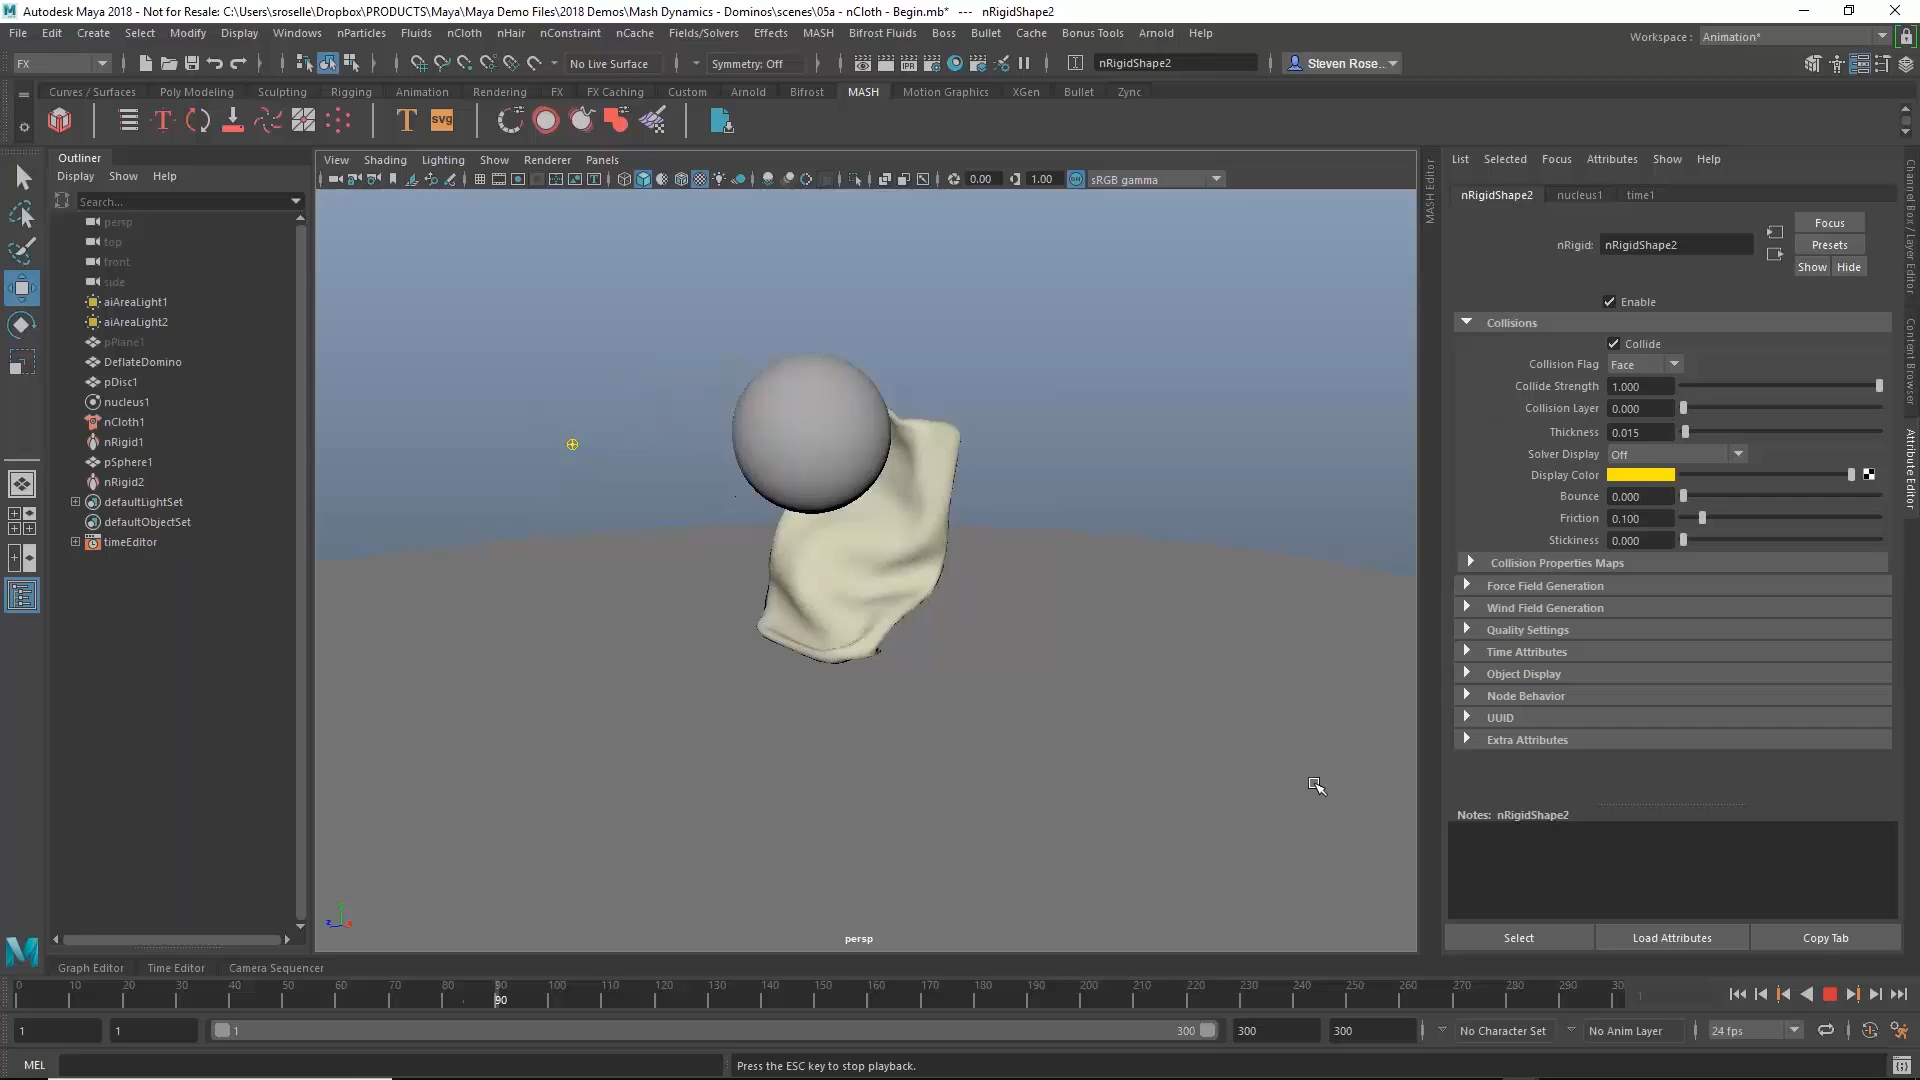 Autodesk Maya 2018 - Not for Resale: C:\Users\sroselle\Dropbox\PRODUCTS\Maya\Maya Demo Files\2018 Demos\Mash Dynamics - Dominos\scenes\05a - nCloth - Begin.mb* --- nRigidShape2
File Edit Create Select Modify Display Windows nParticles Fluids nCloth nHair nConstraint nCache Fields/Solvers Effects MASH Bifrost Fluids Boss Bullet Cache Bonus Tools Arnold Help
Workspace : Animation*
FX No Live Surface Symmetry: Off IPR nRigidShape2 Steven Rose..
Curves / Surfaces Poly Modeling Sculpting Rigging Animation Rendering FX FX Caching Custom Arnold Bifrost MASH Motion Graphics XGen Bullet Zync
T T svg
Outliner
Display Show Help
Search...
persp
top
front
side
aiAreaLight1
aiAreaLight2
pPlane1
DeflateDomino
pDisc1
nucleus1
nCloth1
nRigid1
pSphere1
nRigid2
defaultLightSet
defaultObjectSet
timeEditor
View Shading Lighting Show Renderer Panels
0.00 1.00 sRGB gamma
persp
MASH Editor
List Selected Focus Attributes Show Help
nRigidShape2 nucleus1 time1
nRigid: nRigidShape2
Focus
Presets
Show Hide
Enable
Collisions
Collide
Collision Flag Face
Collide Strength 1.000
Collision Layer 0.000
Thickness 0.015
Solver Display Off
Display Color
Bounce 0.000
Friction 0.100
Stickiness 0.000
Collision Properties Maps
Force Field Generation
Wind Field Generation
Quality Settings
Time Attributes
Object Display
Node Behavior
UUID
Extra Attributes
Notes: nRigidShape2
Select Load Attributes Copy Tab
Channel Box / Layer Editor
Content Browser
Attribute Editor
Graph Editor Time Editor Camera Sequencer
0 10 20 30 40 50 60 70 80 90 100 110 120 130 140 150 160 170 180 190 200 210 220 230 240 250 260 270 280 290 30
90
1
1 1 1 300 300 300 No Character Set No Anim Layer 24 fps
MEL Press the ESC key to stop playback.